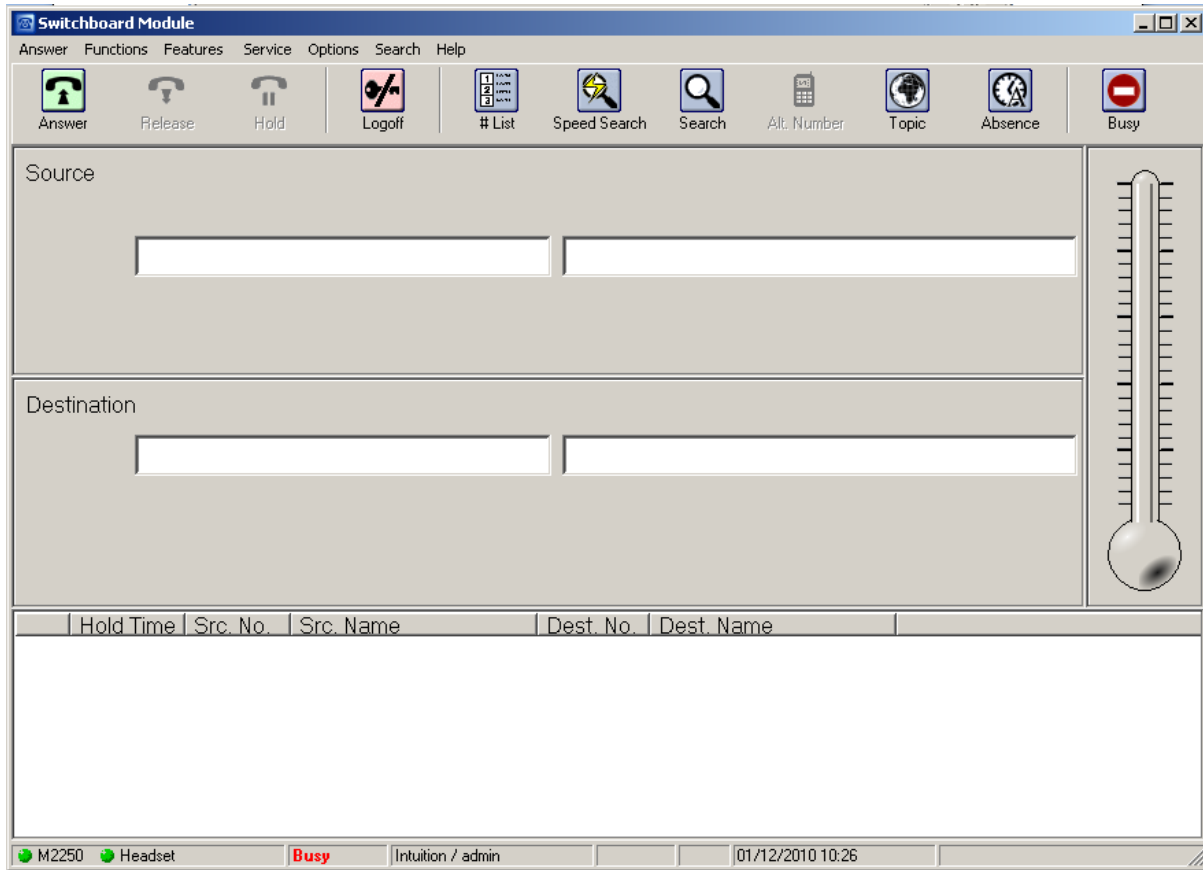 Switchboard Module
Answer Functions Features Service Options Search Help
Answer Release Hold Logoff # List Speed Search Search Alt. Number Topic Absence Busy
Source
Destination
Hold Time Src. No. Src. Name Dest. No. Dest. Name
M2250 Headset Busy Intuition / admin 01/12/2010 10:26